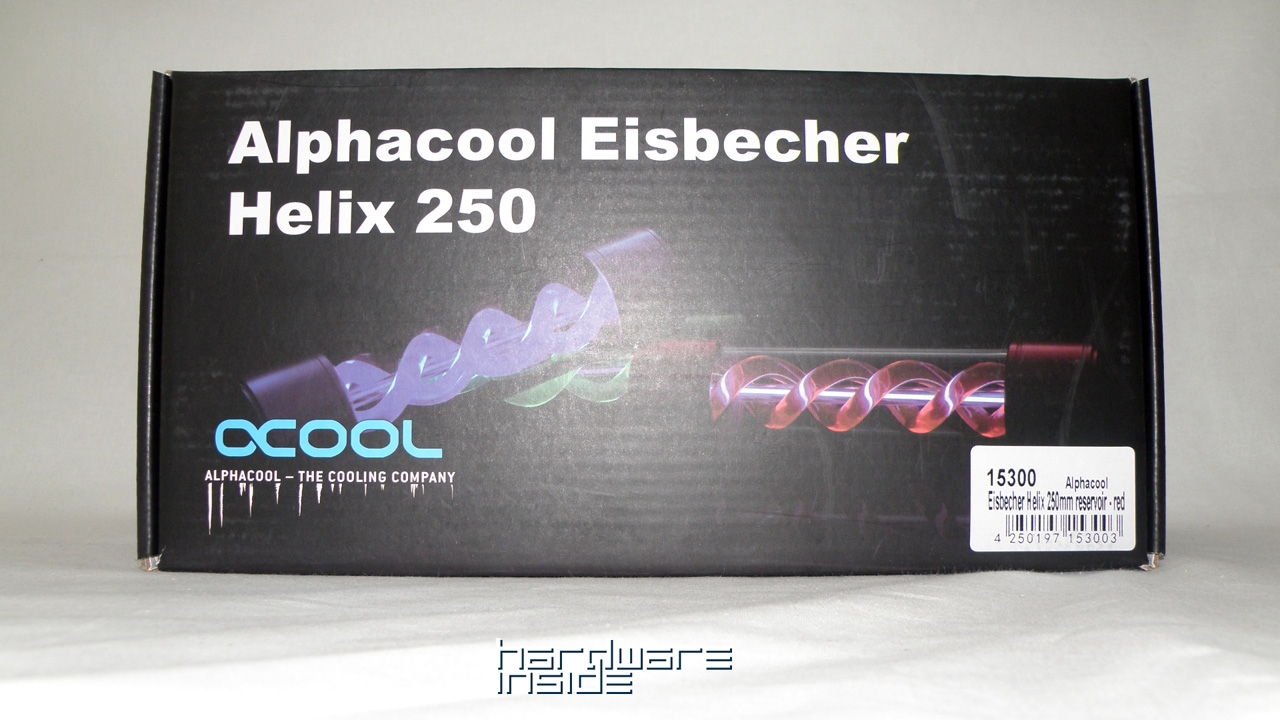 Alphacool Eisbecher
Helix 250
αCOOL
ALPHACOOL – THE COOLING COMPANY
15300 Alphacool
Eisbecher Helix 250mm reservoir - red
4 250197 153003
hardware
inside